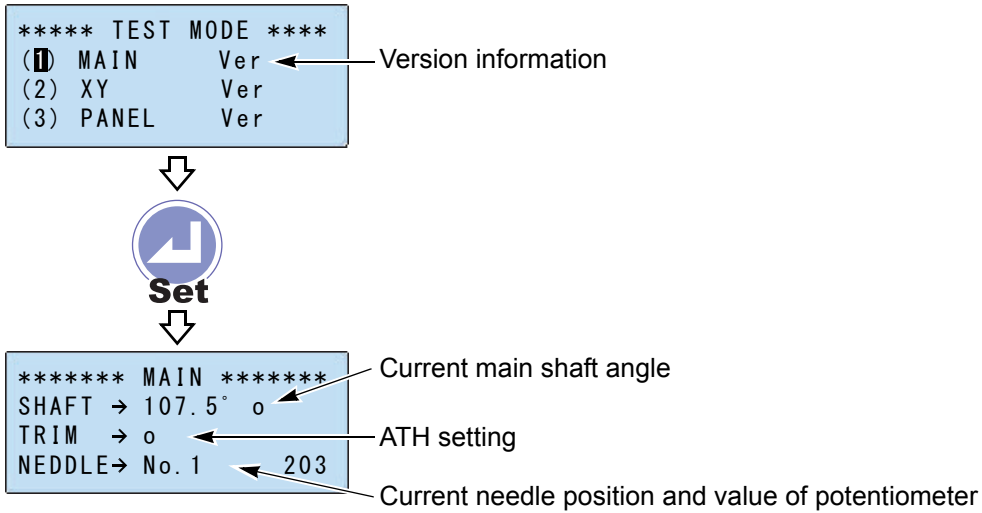 ***** TEST MODE ****
(1) MAIN Ver
Version information
(2) XY Ver
(3) PANEL Ver
Set
******* MAIN *******
Current main shaft angle
SHAFT → 107.5° o
TRIM → o
ATH setting
NEDDLE→ No.1 203
Current needle position and value of potentiometer